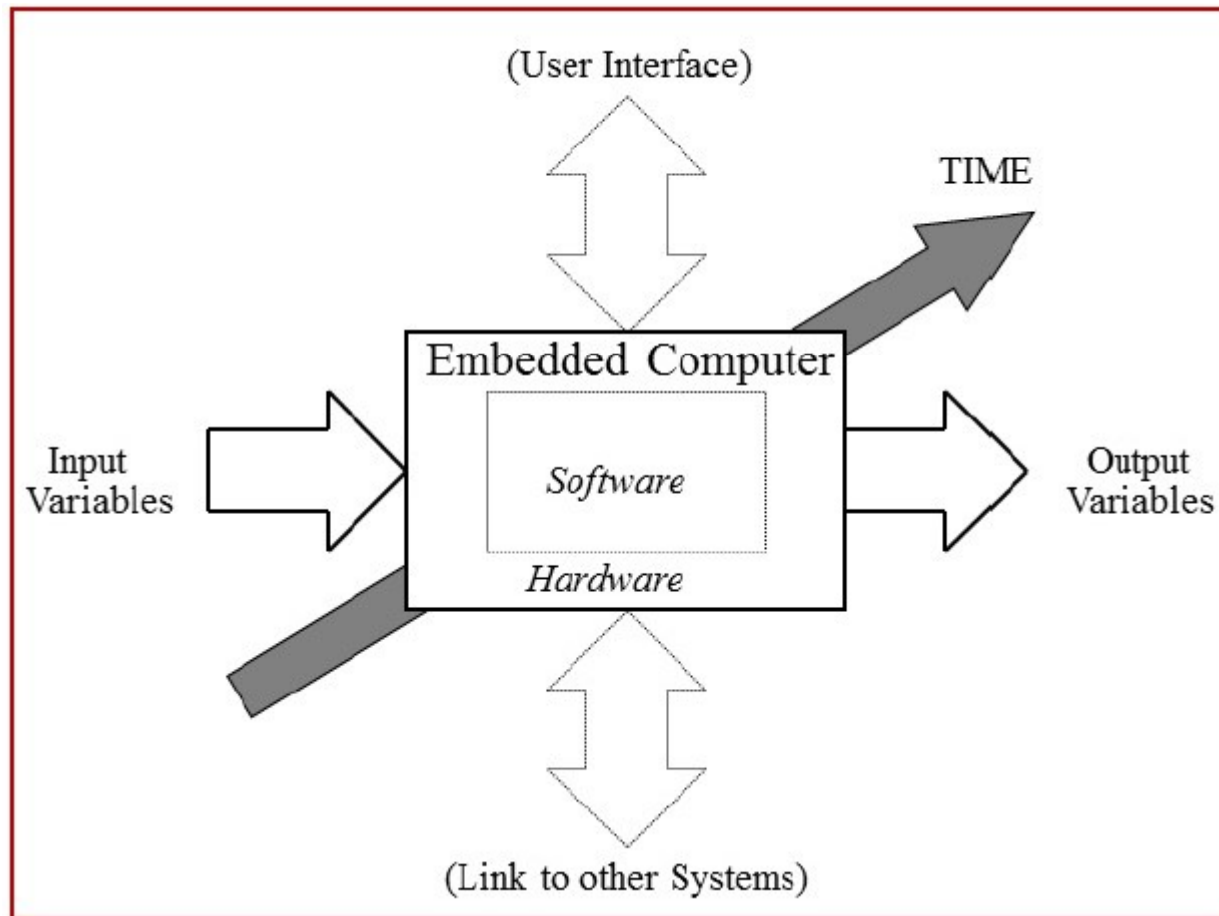 (User Interface)
TIME
Embedded Computer
Input
Variables
Software
Output
Variables
Hardware
(Link to other Systems)